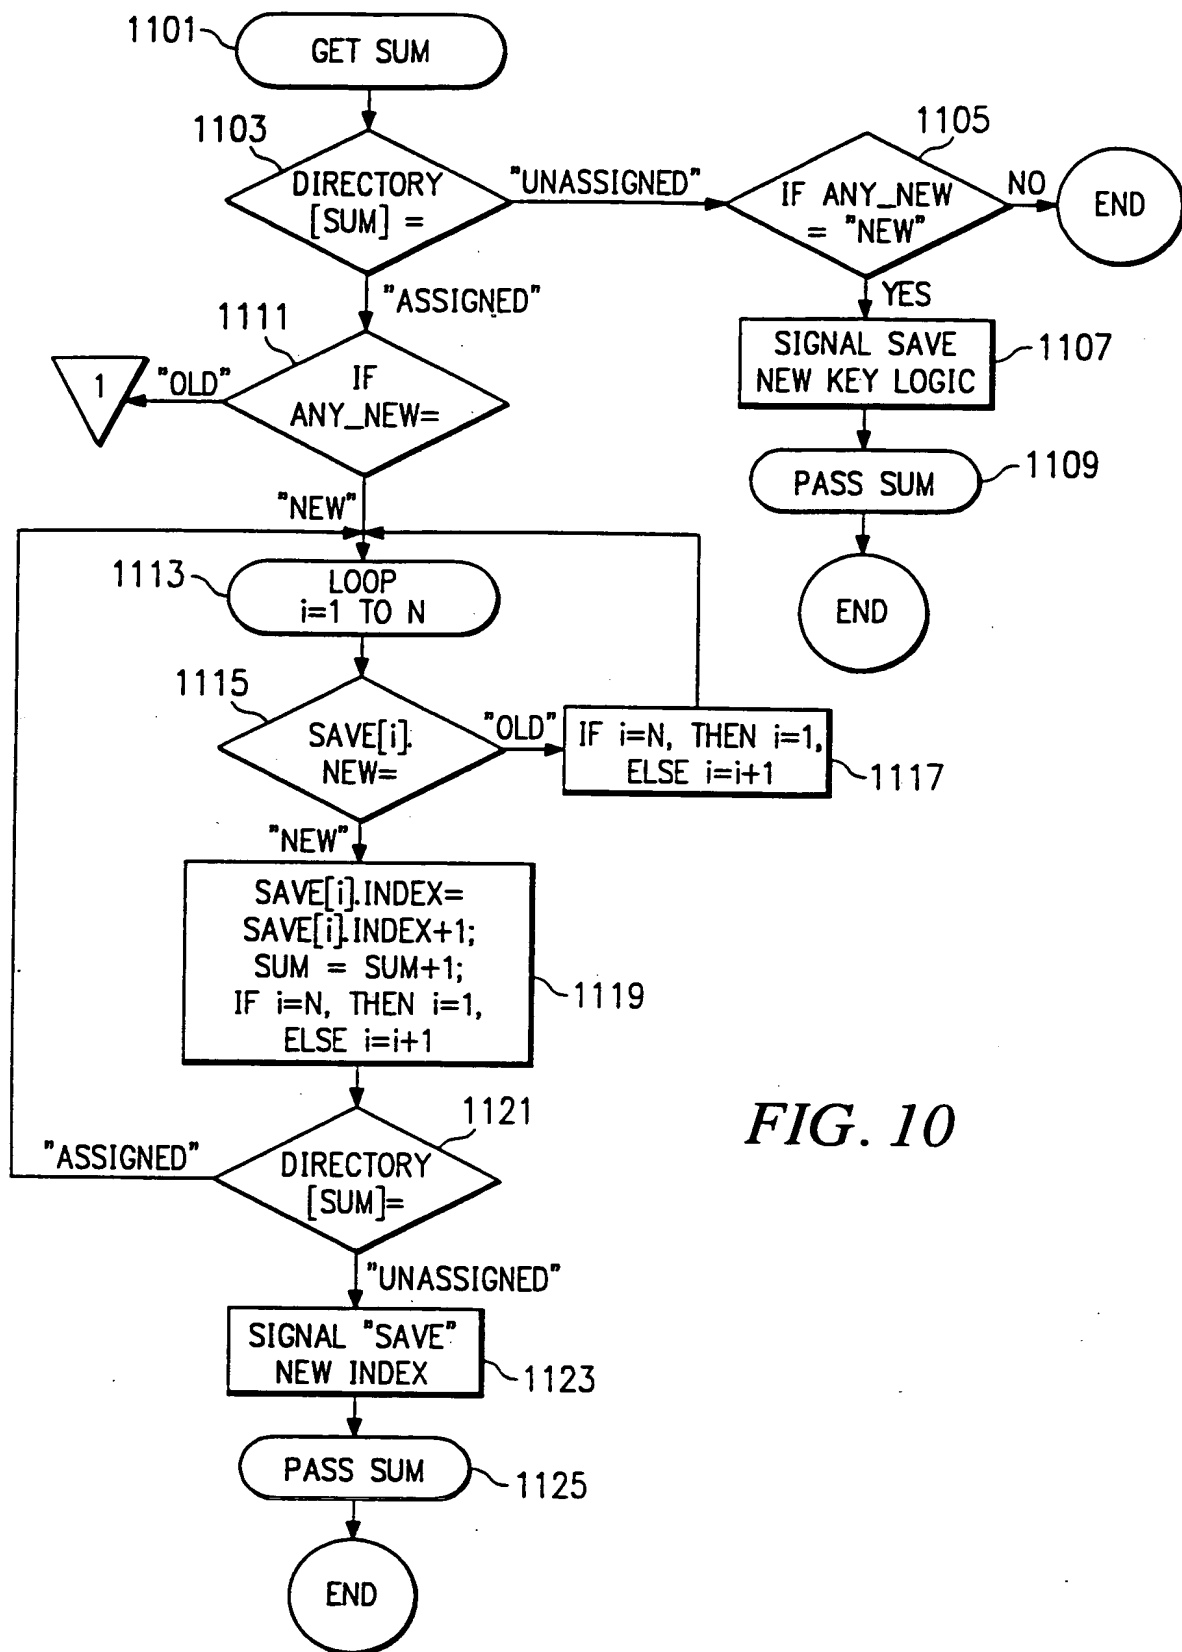 1101
GET SUM
1103
DIRECTORY
[SUM] =
"UNASSIGNED"
1105
IF ANY_NEW
= "NEW"
NO
END
YES
SIGNAL SAVE
NEW KEY LOGIC
1107
PASS SUM
1109
END
"ASSIGNED"
1111
IF
ANY_NEW=
"OLD"
1
"NEW"
1113
LOOP
i=1 TO N
1115
SAVE[i].
NEW=
"OLD"
IF i=N, THEN i=1,
ELSE i=i+1
1117
"NEW"
SAVE[i].INDEX=
SAVE[i].INDEX+1;
SUM = SUM+1;
IF i=N, THEN i=1,
ELSE i=i+1
1119
1121
DIRECTORY
[SUM]=
"ASSIGNED"
"UNASSIGNED"
SIGNAL "SAVE"
NEW INDEX
1123
PASS SUM
1125
END
FIG. 10